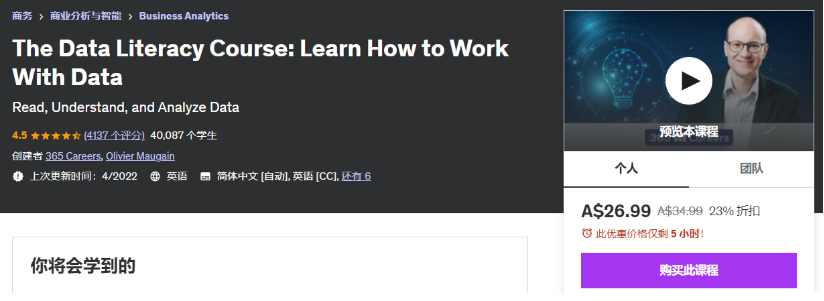 商务 > 商业分析与智能 > Business Analytics
The Data Literacy Course: Learn How to Work
With Data
Read, Understand, and Analyze Data
4.5 (4137 个评分) 40,087 个学生
创建者 365 Careers, Olivier Maugain
上次更新时间：4/2022 英语 简体中文 [自动], 英语 [CC], 还有 6
你将会学到的
预览本课程
个人 团队
A$26.99 A$34.99 23% 折扣
此优惠价格仅剩 5 小时！
购买此课程